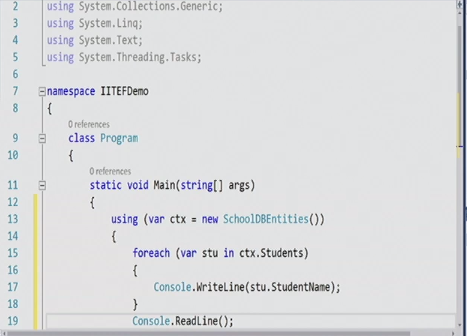 2 using System.Collections.Generic;
3 using System.Linq;
4 using System.Text;
5 using System.Threading.Tasks;
6
7 namespace IITEFDemo
8 {
0 references
9 class Program
10 {
0 references
11 static void Main(string[] args)
12 {
13 using (var ctx = new SchoolDBEntities())
14 {
15 foreach (var stu in ctx.Students)
16 {
17 Console.WriteLine(stu.StudentName);
18 }
19 Console.ReadLine();